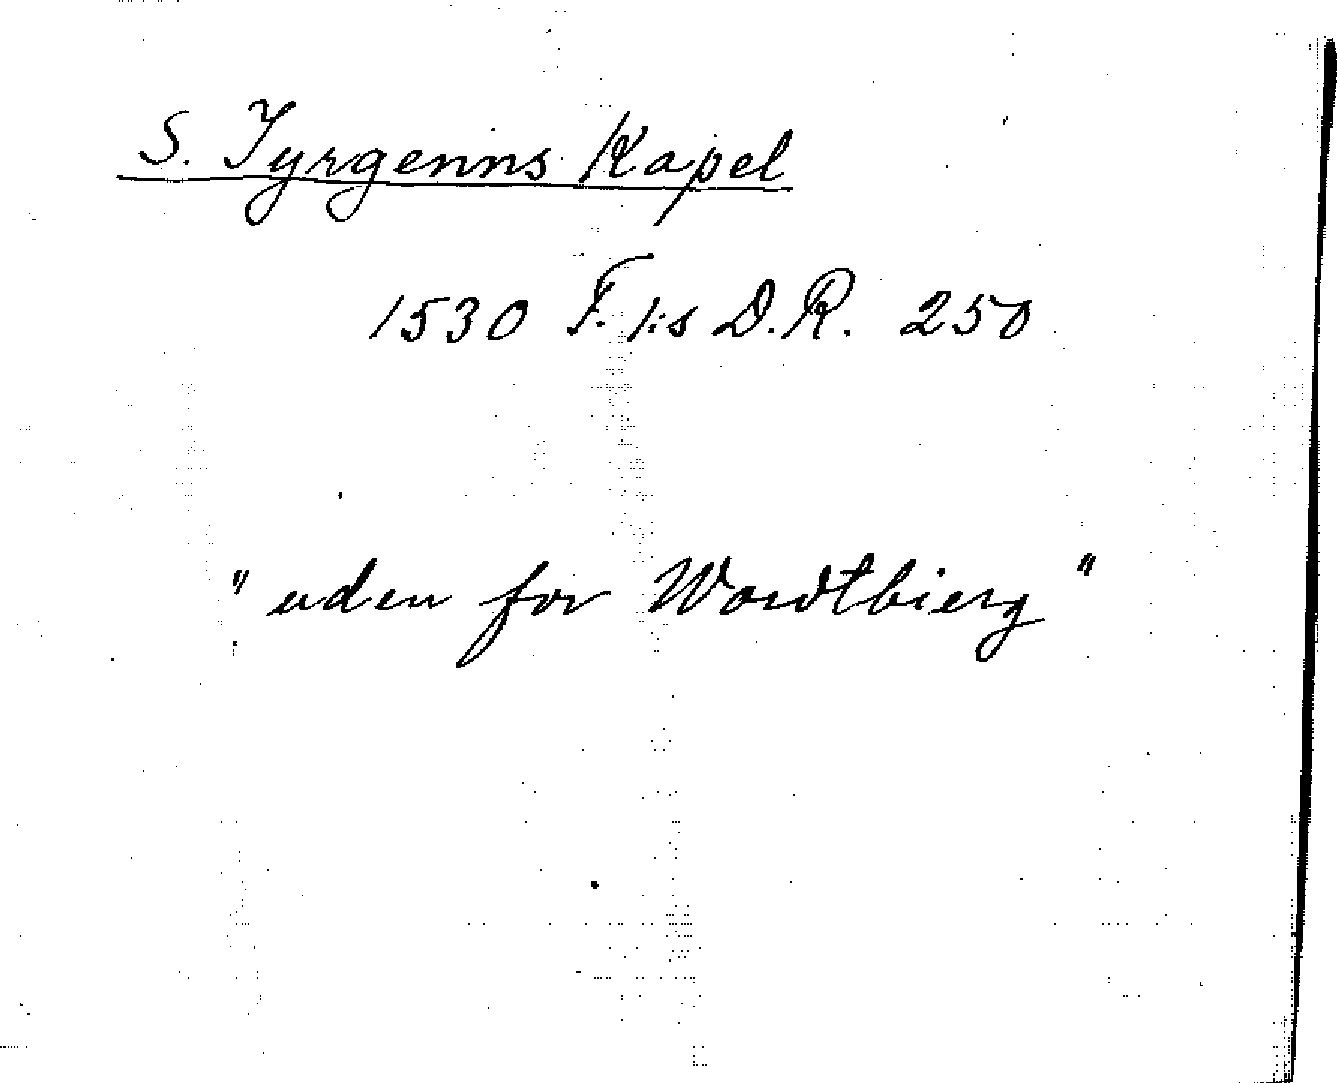 S. Jyrgenns Kapel
1530 F. 1:s D.R. 250
"uden for Wordtbierg"